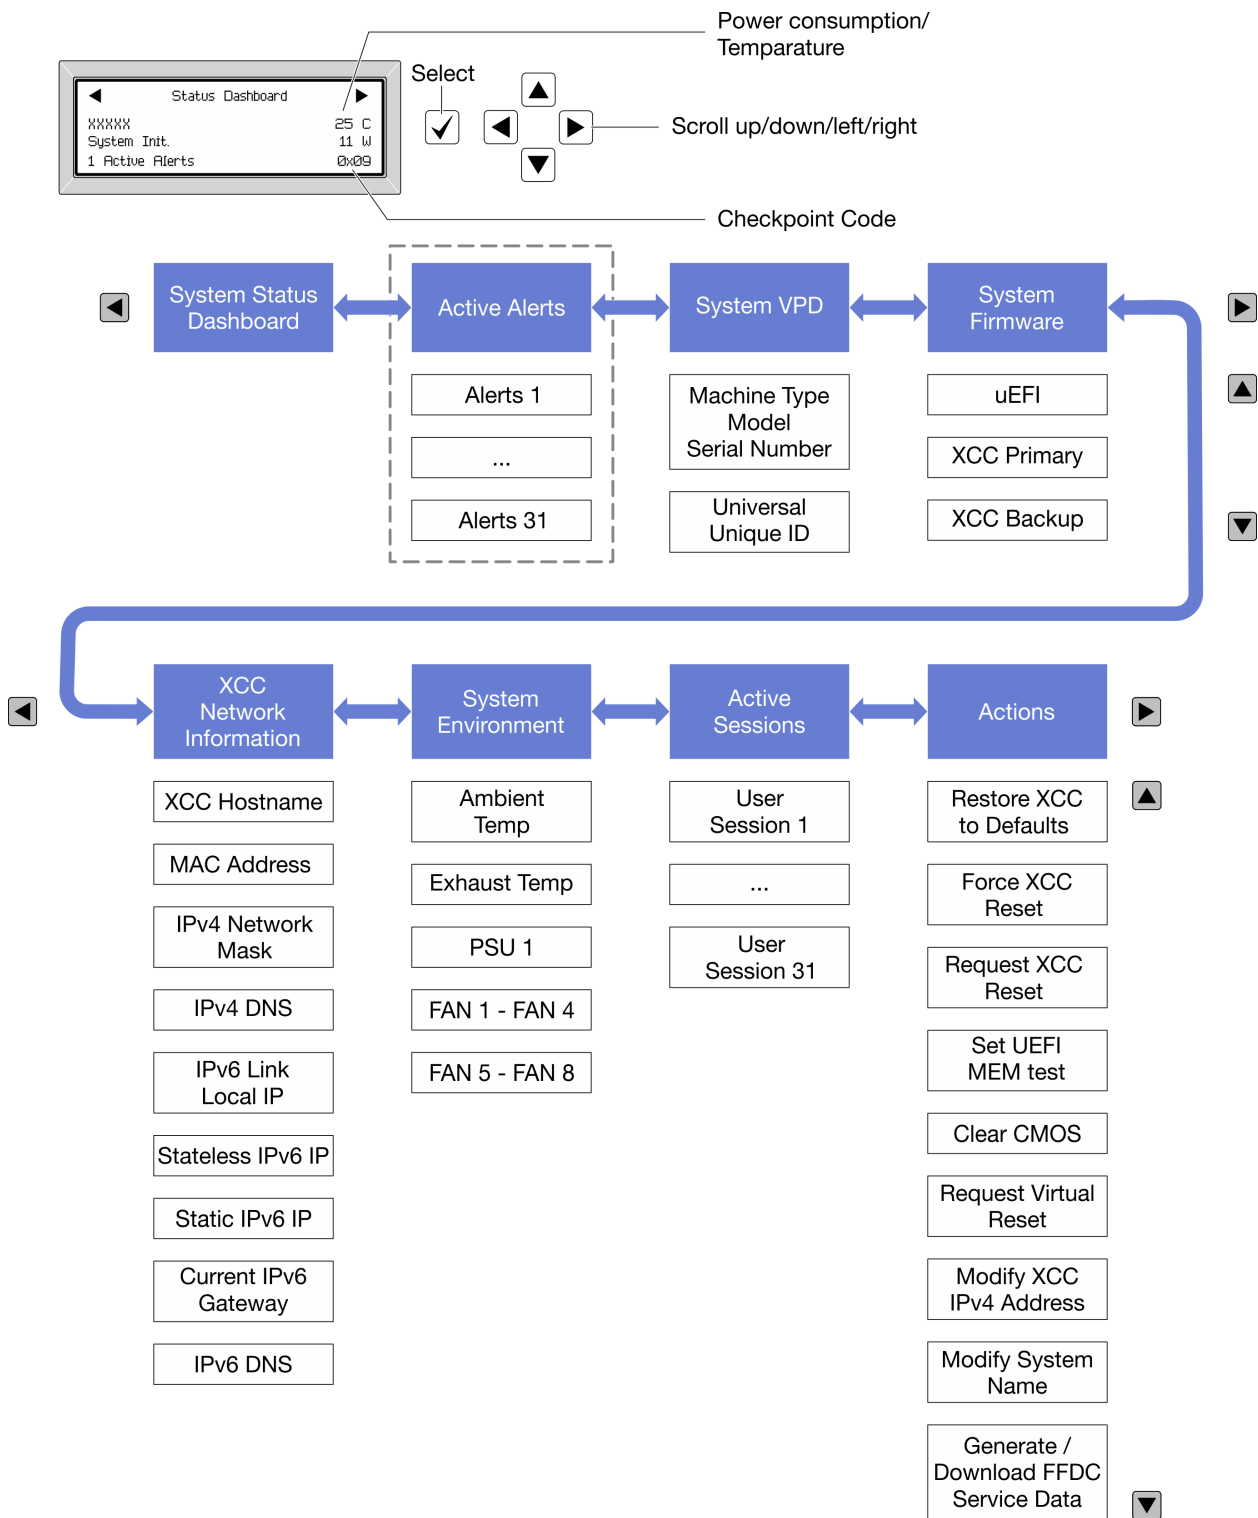 Power consumption/
Temparature
Select
Status Dashboard
XXXXX 25 C
System Init. 11 W
1 Active Alerts 0x09
Scroll up/down/left/right
Checkpoint Code
System Status
Dashboard
Active Alerts
Alerts 1
...
Alerts 31
System VPD
Machine Type
Model
Serial Number
Universal
Unique ID
System
Firmware
uEFI
XCC Primary
XCC Backup
XCC
Network
Information
XCC Hostname
MAC Address
IPv4 Network
Mask
IPv4 DNS
IPv6 Link
Local IP
Stateless IPv6 IP
Static IPv6 IP
Current IPv6
Gateway
IPv6 DNS
System
Environment
Ambient
Temp
Exhaust Temp
PSU 1
FAN 1 - FAN 4
FAN 5 - FAN 8
Active
Sessions
User
Session 1
...
User
Session 31
Actions
Restore XCC
to Defaults
Force XCC
Reset
Request XCC
Reset
Set UEFI
MEM test
Clear CMOS
Request Virtual
Reset
Modify XCC
IPv4 Address
Modify System
Name
Generate /
Download FFDC
Service Data